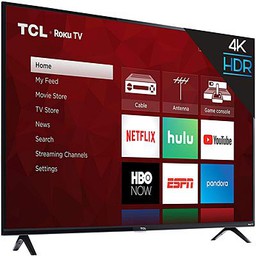 TCL • Roku TV
4K
HDR
Home
My Feed
Movie Store
TV Store
News
Search
Streaming Channels
Settings
Cable
Antenna
Game console
NETFLIX
hulu
YouTube
HBO
NOW
ESPN
pandora
TCL